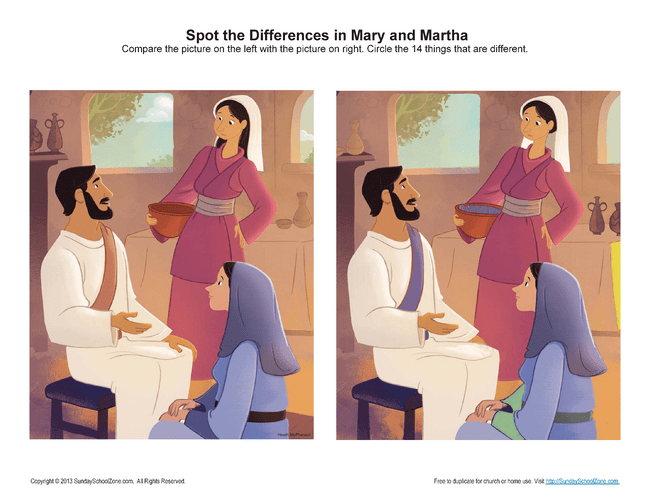 Spot the Differences in Mary and Martha
Compare the picture on the left with the picture on right. Circle the 14 things that are different.
Copyright © 2013 SundaySchoolZone.com. All Rights Reserved.
Free to duplicate for church or home use. Visit http://SundaySchoolZone.com.